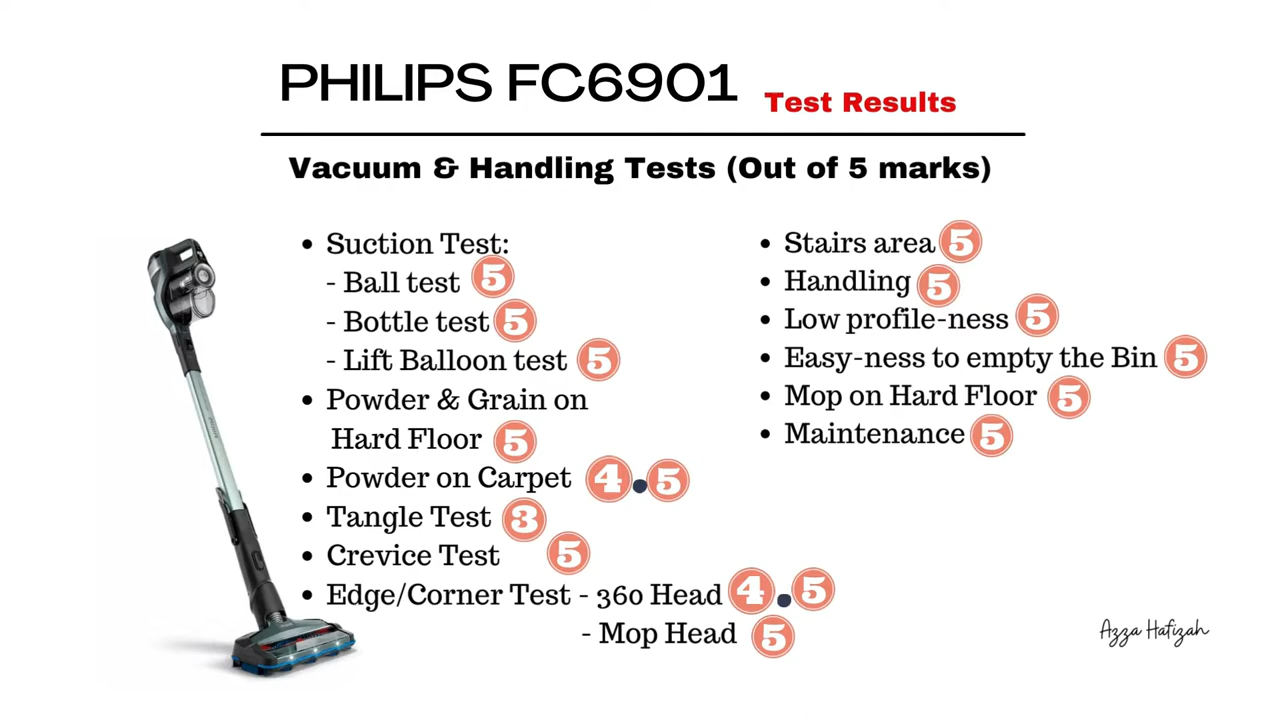 PHILIPS FC6901 Test Results
Vacuum & Handling Tests (Out of 5 marks)
• Suction Test:
- Ball test 5
- Bottle test 5
- Lift Balloon test 5
• Powder & Grain on
Hard Floor 5
• Powder on Carpet 4.5
• Tangle Test 3
• Crevice Test 5
• Edge/Corner Test - 360 Head 4.5
- Mop Head 5
• Stairs area 5
• Handling 5
• Low profile-ness 5
• Easy-ness to empty the Bin 5
• Mop on Hard Floor 5
• Maintenance 5
Azza Hafizah